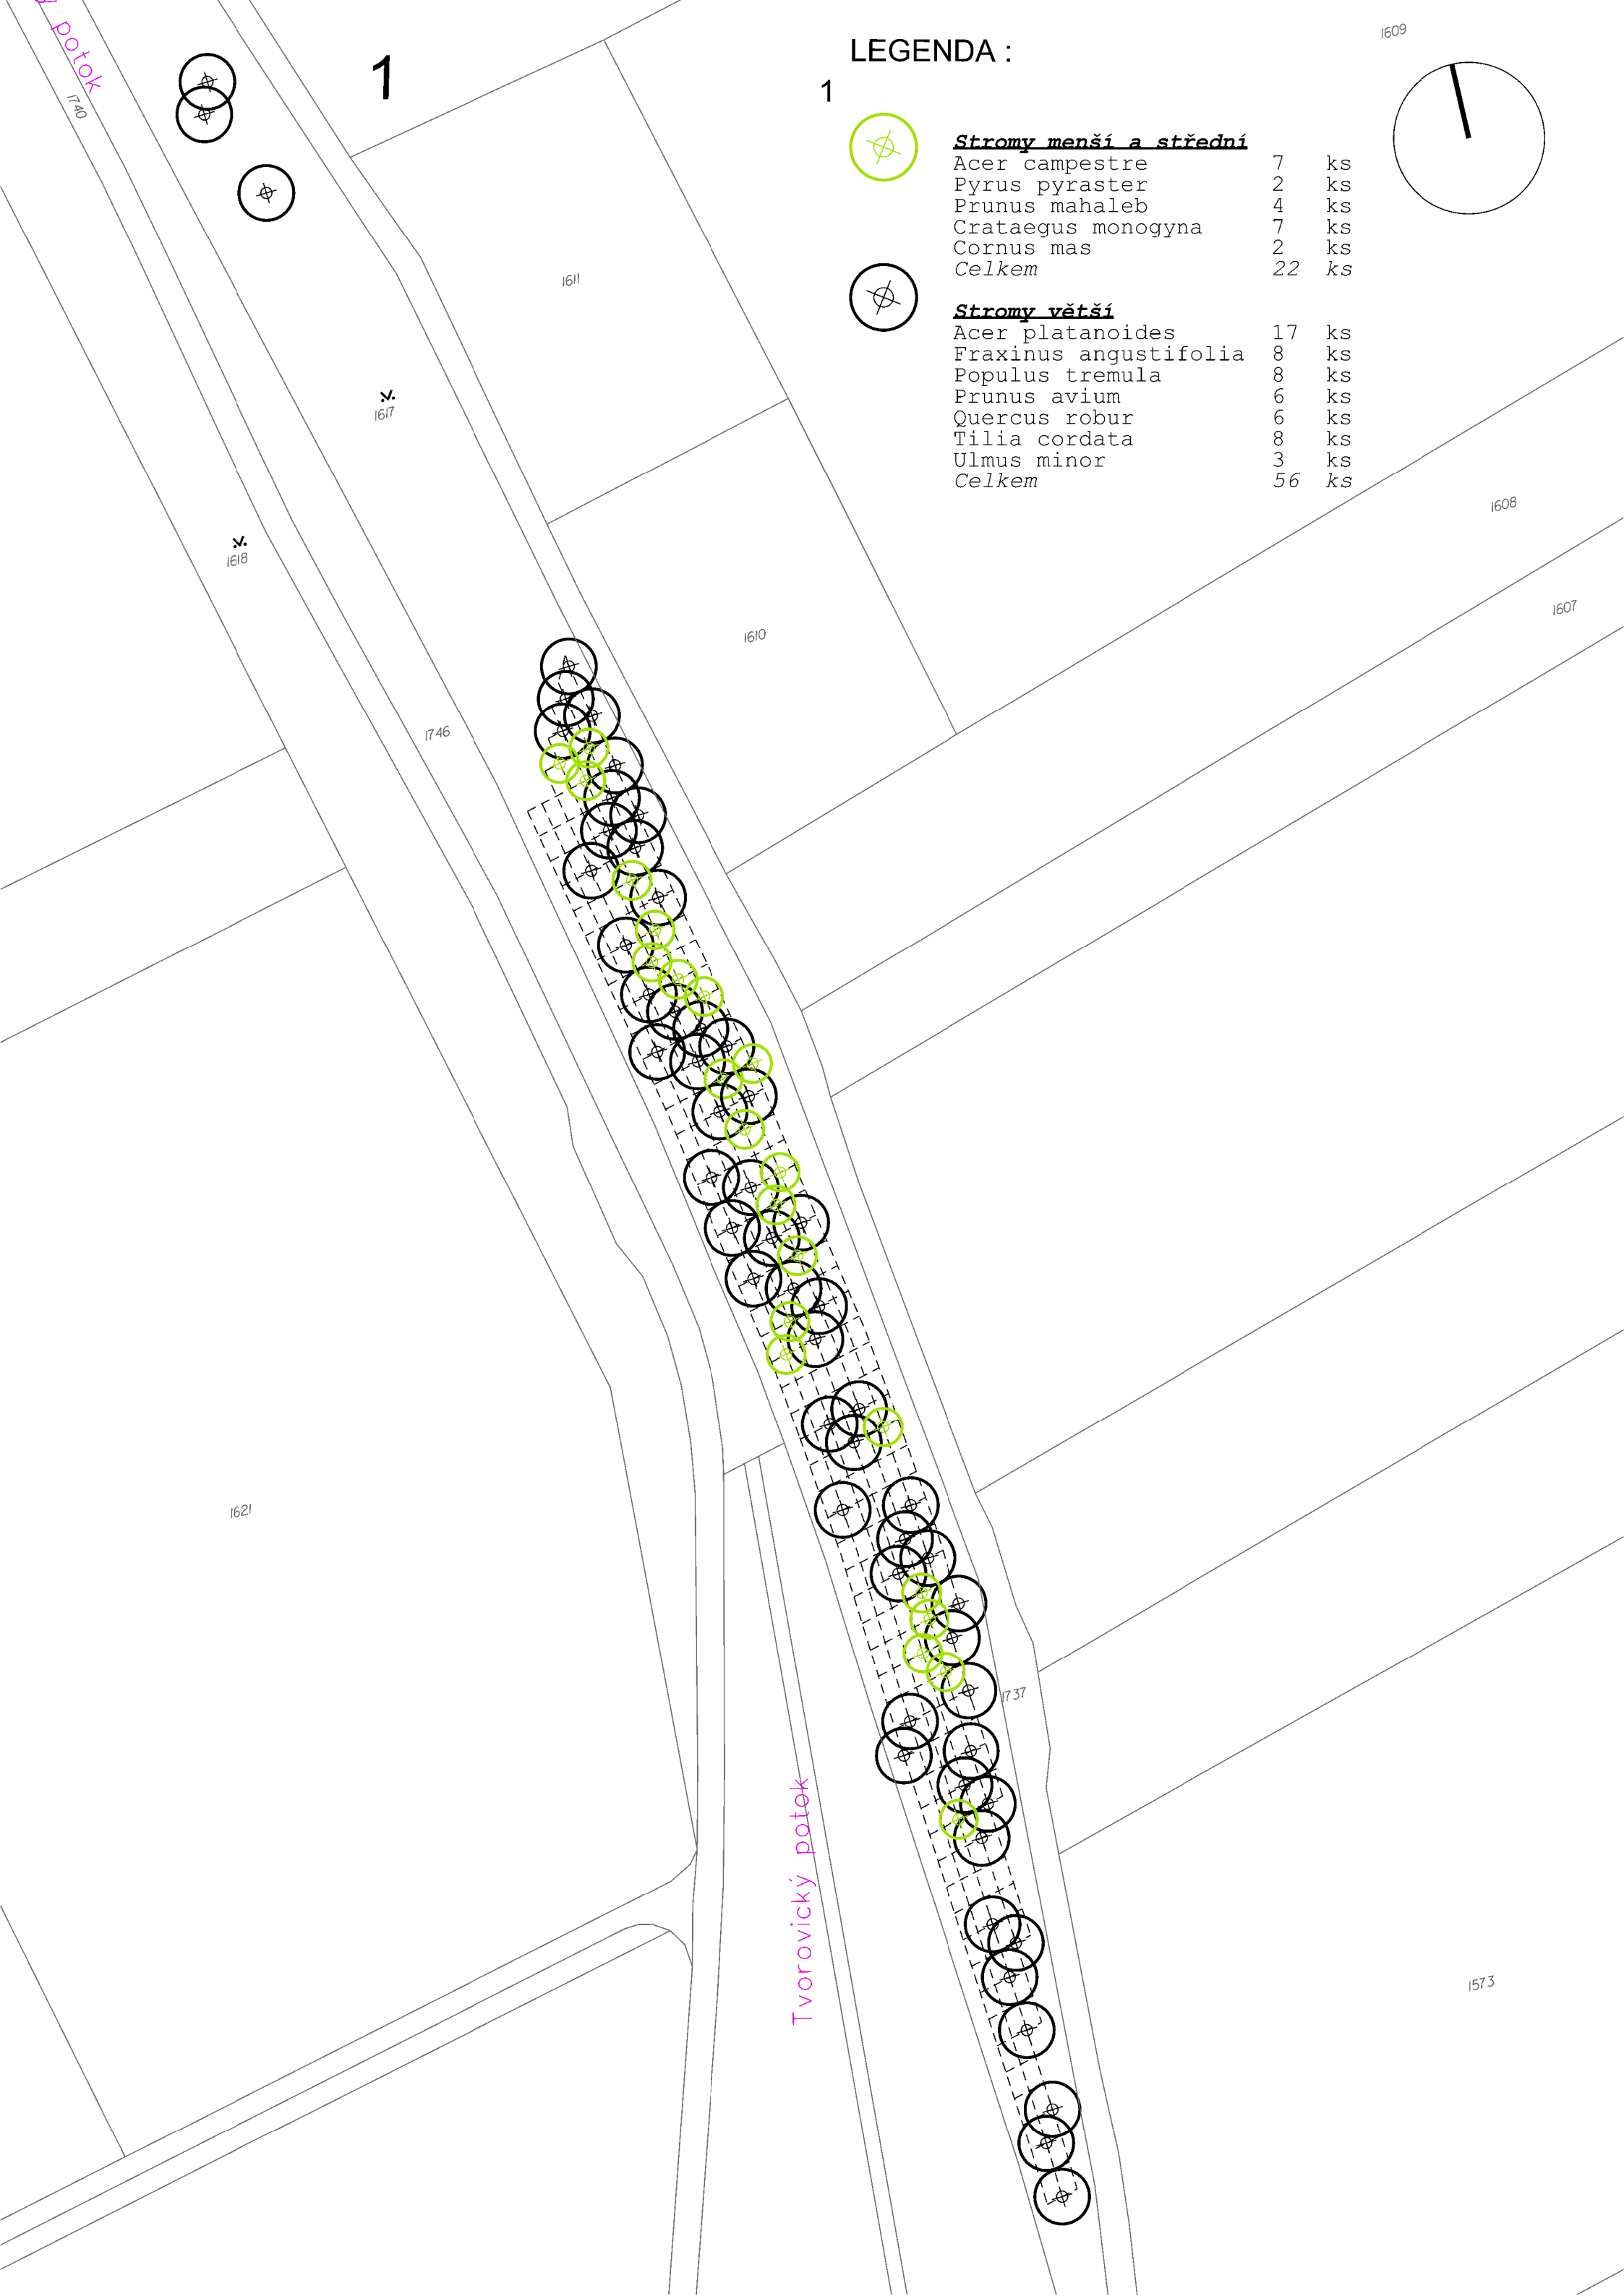 ý potok
1740
1
LEGENDA :
1
Stromy menší a střední
Acer campestre 7 ks
Pyrus pyraster 2 ks
Prunus mahaleb 4 ks
Crataegus monogyna 7 ks
Cornus mas 2 ks
Celkem 22 ks
Stromy větší
Acer platanoides 17 ks
Fraxinus angustifolia 8 ks
Populus tremula 8 ks
Prunus avium 6 ks
Quercus robur 6 ks
Tilia cordata 8 ks
Ulmus minor 3 ks
Celkem 56 ks
1609
1611
1617
1608
1618
1607
1610
1746
1621
1737
Tvorovický potok
1573